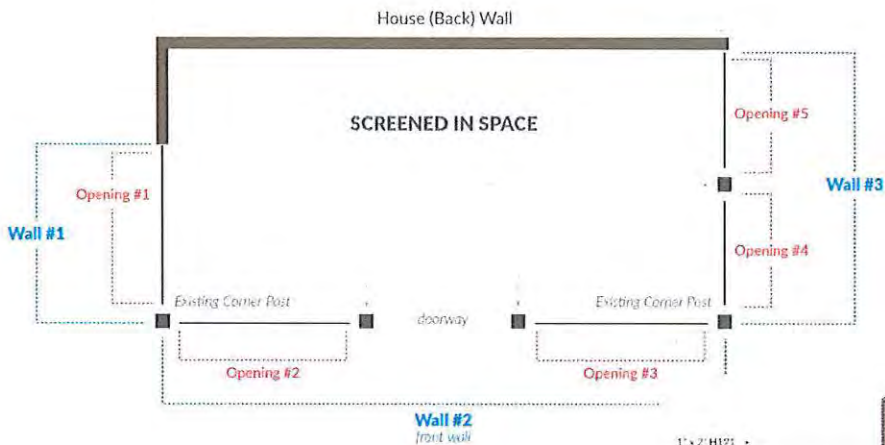 House (Back) Wall
SCREENED IN SPACE
Opening #5
Opening #1
Wall #3
Wall #1
Opening #4
Existing Corner Post
doorway
Existing Corner Post
Opening #2
Opening #3
Wall #2
front wall